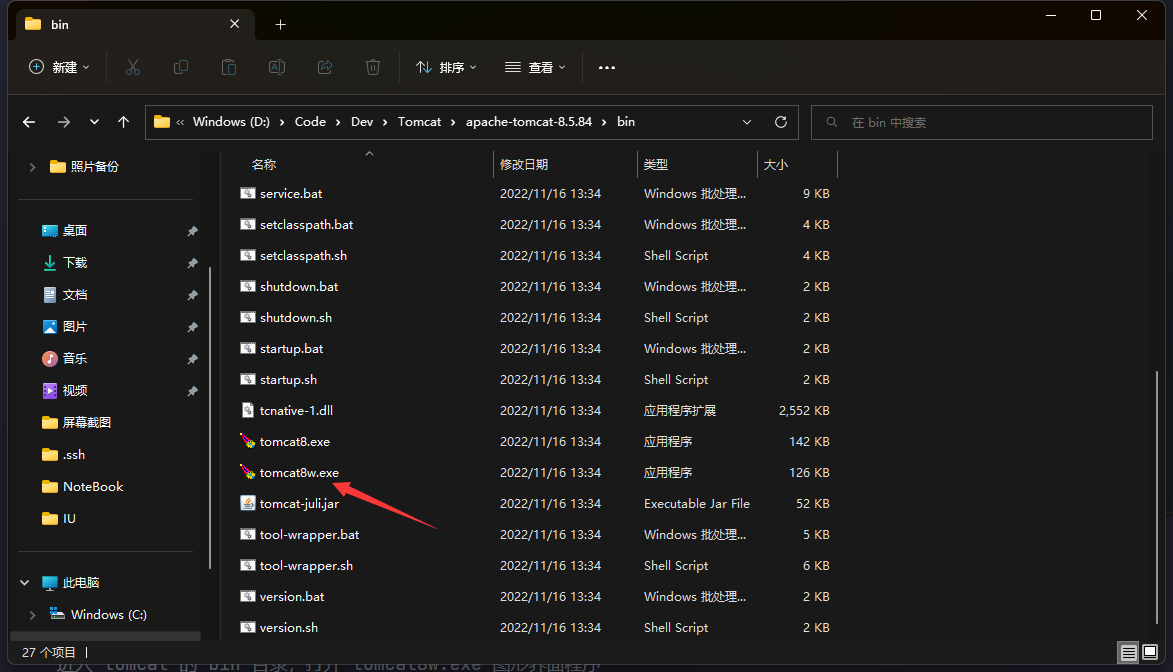 bin
新建
排序
查看
Windows (D:) › Code › Dev › Tomcat › apache-tomcat-8.5.84 › bin
在 bin 中搜索
照片备份
桌面
下载
文档
图片
音乐
视频
屏幕截图
.ssh
NoteBook
IU
此电脑
Windows (C:)
名称 修改日期 类型 大小
service.bat 2022/11/16 13:34 Windows 批处理... 9 KB
setclasspath.bat 2022/11/16 13:34 Windows 批处理... 4 KB
setclasspath.sh 2022/11/16 13:34 Shell Script 4 KB
shutdown.bat 2022/11/16 13:34 Windows 批处理... 2 KB
shutdown.sh 2022/11/16 13:34 Shell Script 2 KB
startup.bat 2022/11/16 13:34 Windows 批处理... 2 KB
startup.sh 2022/11/16 13:34 Shell Script 2 KB
tcnative-1.dll 2022/11/16 13:34 应用程序扩展 2,552 KB
tomcat8.exe 2022/11/16 13:34 应用程序 142 KB
tomcat8w.exe 2022/11/16 13:34 应用程序 126 KB
tomcat-juli.jar 2022/11/16 13:34 Executable Jar File 52 KB
tool-wrapper.bat 2022/11/16 13:34 Windows 批处理... 5 KB
tool-wrapper.sh 2022/11/16 13:34 Shell Script 6 KB
version.bat 2022/11/16 13:34 Windows 批处理... 2 KB
version.sh 2022/11/16 13:34 Shell Script 2 KB
27 个项目
进入 tomcat 的 bin 目录, 打开 tomcat8w.exe 图形界面程序